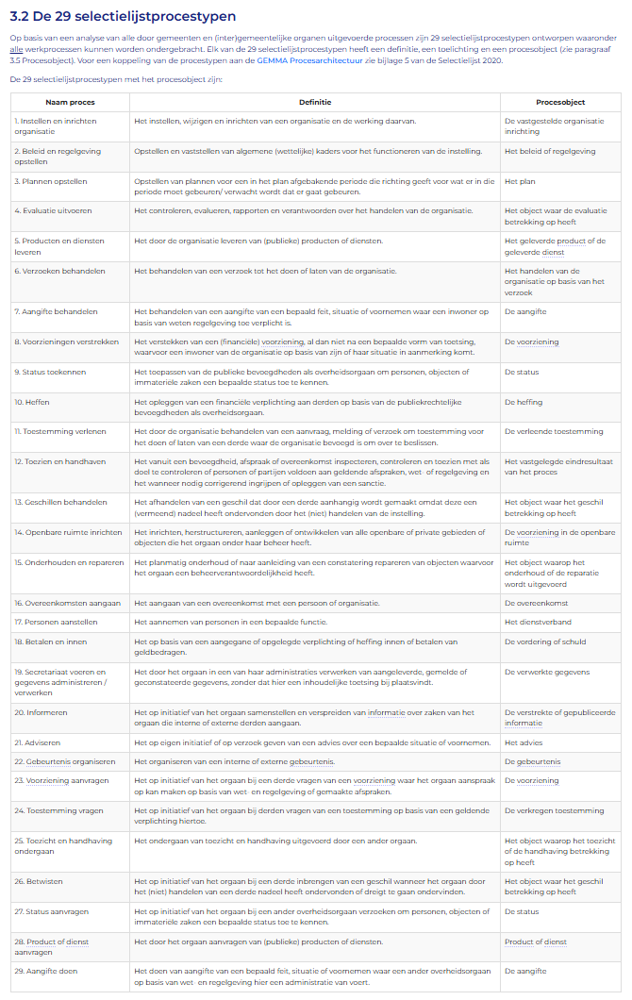 3.2 De 29 selectielijstprocestypen
Op basis van een analyse van alle door gemeenten en (inter)gemeentelijke organen uitgevoerde processen zijn 29 selectielijstprocestypen ontworpen waaronder
alle werkprocessen kunnen worden ondergebracht. Elk van de 29 selectielijstprocestypen heeft een definitie, een toelichting en een procesobject (zie paragraaf
3.5 Procesobject). Voor een koppeling van de procestypen aan de GEMMA Procesarchitectuur zie bijlage 5 van de Selectielijst 2020.
De 29 selectielijstprocestypen met het procesobject zijn:
Naam proces Definitie Procesobject
1. Instellen en inrichten Het instellen, wijzigen en inrichten van een organisatie en de werking daarvan. De vastgestelde organisatie
organisatie inrichting
2. Beleid en regelgeving Opstellen en vaststellen van algemene (wettelijke) kaders voor het functioneren van de instelling. Het beleid of regelgeving
opstellen
3. Plannen opstellen Opstellen van plannen voor een in het plan afgebakende periode die richting geeft voor wat er in die Het plan
periode moet gebeuren/ verwacht wordt dat er gaat gebeuren.
4. Evaluatie uitvoeren Het controleren, evalueren, rapporten en verantwoorden over het handelen van de organisatie. Het object waar de evaluatie
betrekking op heeft
5. Producten en diensten Het door de organisatie leveren van (publieke) producten of diensten. Het geleverde product of de
leveren geleverde dienst
6. Verzoeken behandelen Het behandelen van een verzoek tot het doen of laten van de organisatie. Het handelen van de
organisatie op basis van het
verzoek
7. Aangifte behandelen Het behandelen van een aangifte van een bepaald feit, situatie of voornemen waar een inwoner op De aangifte
basis van weten regelgeving toe verplicht is.
8. Voorzieningen verstrekken Het verstekken van een (financiële) voorziening, al dan niet na een bepaalde vorm van toetsing, De voorziening
waarvoor een inwoner van de organisatie op basis van zijn of haar situatie in aanmerking komt.
9. Status toekennen Het toepassen van de publieke bevoegdheden als overheidsorgaan om personen, objecten of De status
immateriële zaken een bepaalde status toe te kennen.
10. Heffen Het opleggen van een financiële verplichting aan derden op basis van de publiekrechtelijke De heffing
bevoegdheden als overheidsorgaan.
11. Toestemming verlenen Het door de organisatie behandelen van een aanvraag, melding of verzoek om toestemming voor De verleende toestemming
het doen of laten van een derde waar de organisatie bevoegd is om over te beslissen.
12. Toezien en handhaven Het vanuit een bevoegdheid, afspraak of overeenkomst inspecteren, controleren en toezien met als Het vastgelegde eindresultaat
doel te controleren of personen of partijen voldoen aan geldende afspraken, wet- of regelgeving en van het proces
het wanneer nodig corrigerend ingrijpen of opleggen van een sanctie.
13. Geschillen behandelen Het afhandelen van een geschil dat door een derde aanhangig wordt gemaakt omdat deze een Het object waar het geschil
(vermeend) nadeel heeft ondervonden door het (niet) handelen van de instelling. betrekking op heeft
14. Openbare ruimte inrichten Het inrichten, herstructureren, aanleggen of ontwikkelen van alle openbare of private gebieden of De voorziening in de openbare
objecten die het orgaan onder haar beheer heeft. ruimte
15. Onderhouden en repareren Het planmatig onderhoud of naar aanleiding van een constatering repareren van objecten waarvoor Het object waarop het
het orgaan een beheerverantwoordelijkheid heeft. onderhoud of de reparatie
wordt uitgevoerd
16. Overeenkomsten aangaan Het aangaan van een overeenkomst met een persoon of organisatie. De overeenkomst
17. Personen aanstellen Het aannemen van personen in een bepaalde functie. Het dienstverband
18. Betalen en innen Het op basis van een aangegane of opgelegde verplichting of heffing innen of betalen van De vordering of schuld
geldbedragen.
19. Secretariaat voeren en Het door het orgaan in een van haar administraties verwerken van aangeleverde, gemelde of De verwerkte gegevens
gegevens administreren / geconstateerde gegevens, zonder dat hier een inhoudelijke toetsing bij plaatsvindt.
verwerken
20. Informeren Het op initiatief van het orgaan samenstellen en verspreiden van informatie over zaken van het De verstrekte of gepubliceerde
orgaan die interne of externe derden aangaan. informatie
21. Adviseren Het op eigen initiatief of op verzoek geven van een advies over een bepaalde situatie of voornemen. Het advies
22. Gebeurtenis organiseren Het organiseren van een interne of externe gebeurtenis. De gebeurtenis
23. Voorziening aanvragen Het op initiatief van het orgaan bij een derde vragen van een voorziening waar het orgaan aanspraak De voorziening
op kan maken op basis van wet- en regelgeving of gemaakte afspraken.
24. Toestemming vragen Het op initiatief van het orgaan bij derden vragen van een toestemming op basis van een geldende De verkregen toestemming
verplichting hiertoe.
25. Toezicht en handhaving Het ondergaan van toezicht en handhaving uitgevoerd door een ander orgaan. Het object waarop het toezicht
ondergaan of de handhaving betrekking
op heeft
26. Betwisten Het op initiatief van het orgaan bij een derde inbrengen van een geschil wanneer het orgaan door Het object waar het geschil
het (niet) handelen van een derde nadeel heeft ondervonden of dreigt te gaan ondervinden. betrekking op heeft
27. Status aanvragen Het op initiatief van het orgaan bij een ander overheidsorgaan verzoeken om personen, objecten of De status
immateriële zaken een bepaalde status toe te kennen.
28. Product of dienst Het door het orgaan aanvragen van (publieke) producten of diensten. Product of dienst
aanvragen
29. Aangifte doen Het doen van aangifte van een bepaald feit, situatie of voornemen waar een ander overheidsorgaan De aangifte
op basis van wet- en regelgeving hier een administratie van voert.